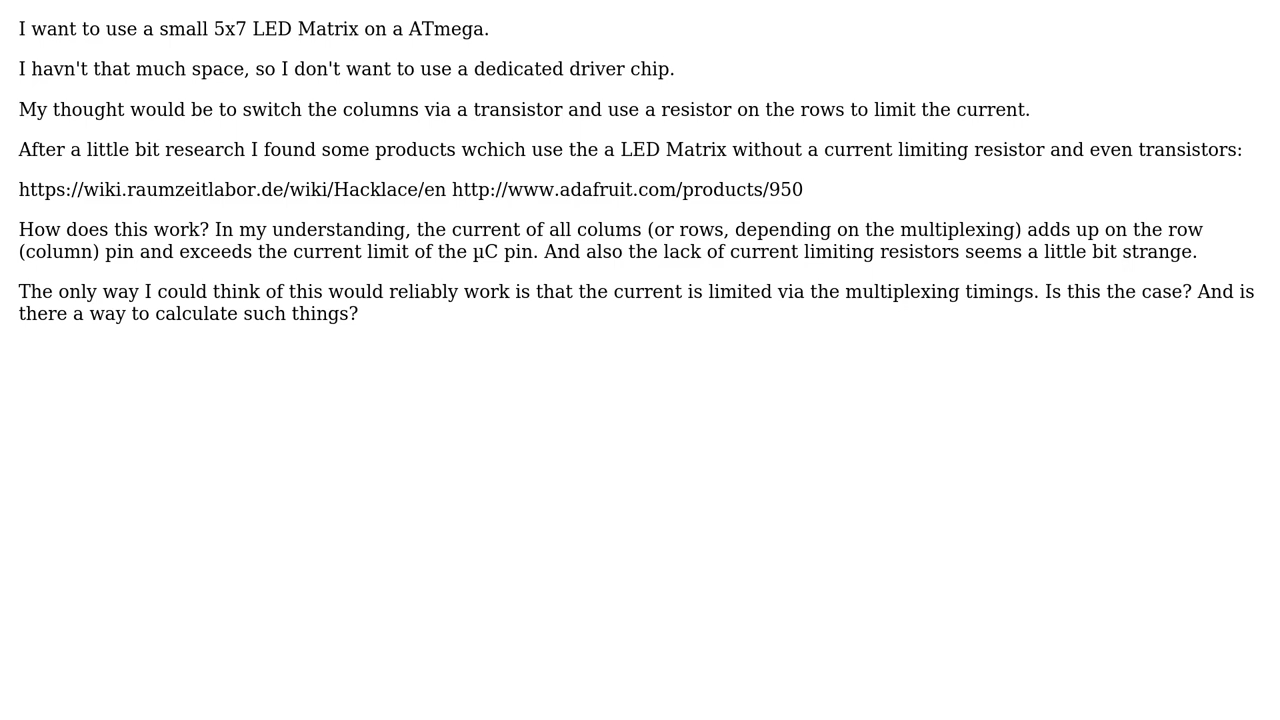 I want to use a small 5x7 LED Matrix on a ATmega.
I havn't that much space, so I don't want to use a dedicated driver chip.
My thought would be to switch the columns via a transistor and use a resistor on the rows to limit the current.
After a little bit research I found some products wchich use the a LED Matrix without a current limiting resistor and even transistors:
https://wiki.raumzeitlabor.de/wiki/Hacklace/en http://www.adafruit.com/products/950
How does this work? In my understanding, the current of all colums (or rows, depending on the multiplexing) adds up on the row
(column) pin and exceeds the current limit of the µC pin. And also the lack of current limiting resistors seems a little bit strange.
The only way I could think of this would reliably work is that the current is limited via the multiplexing timings. Is this the case? And is
there a way to calculate such things?